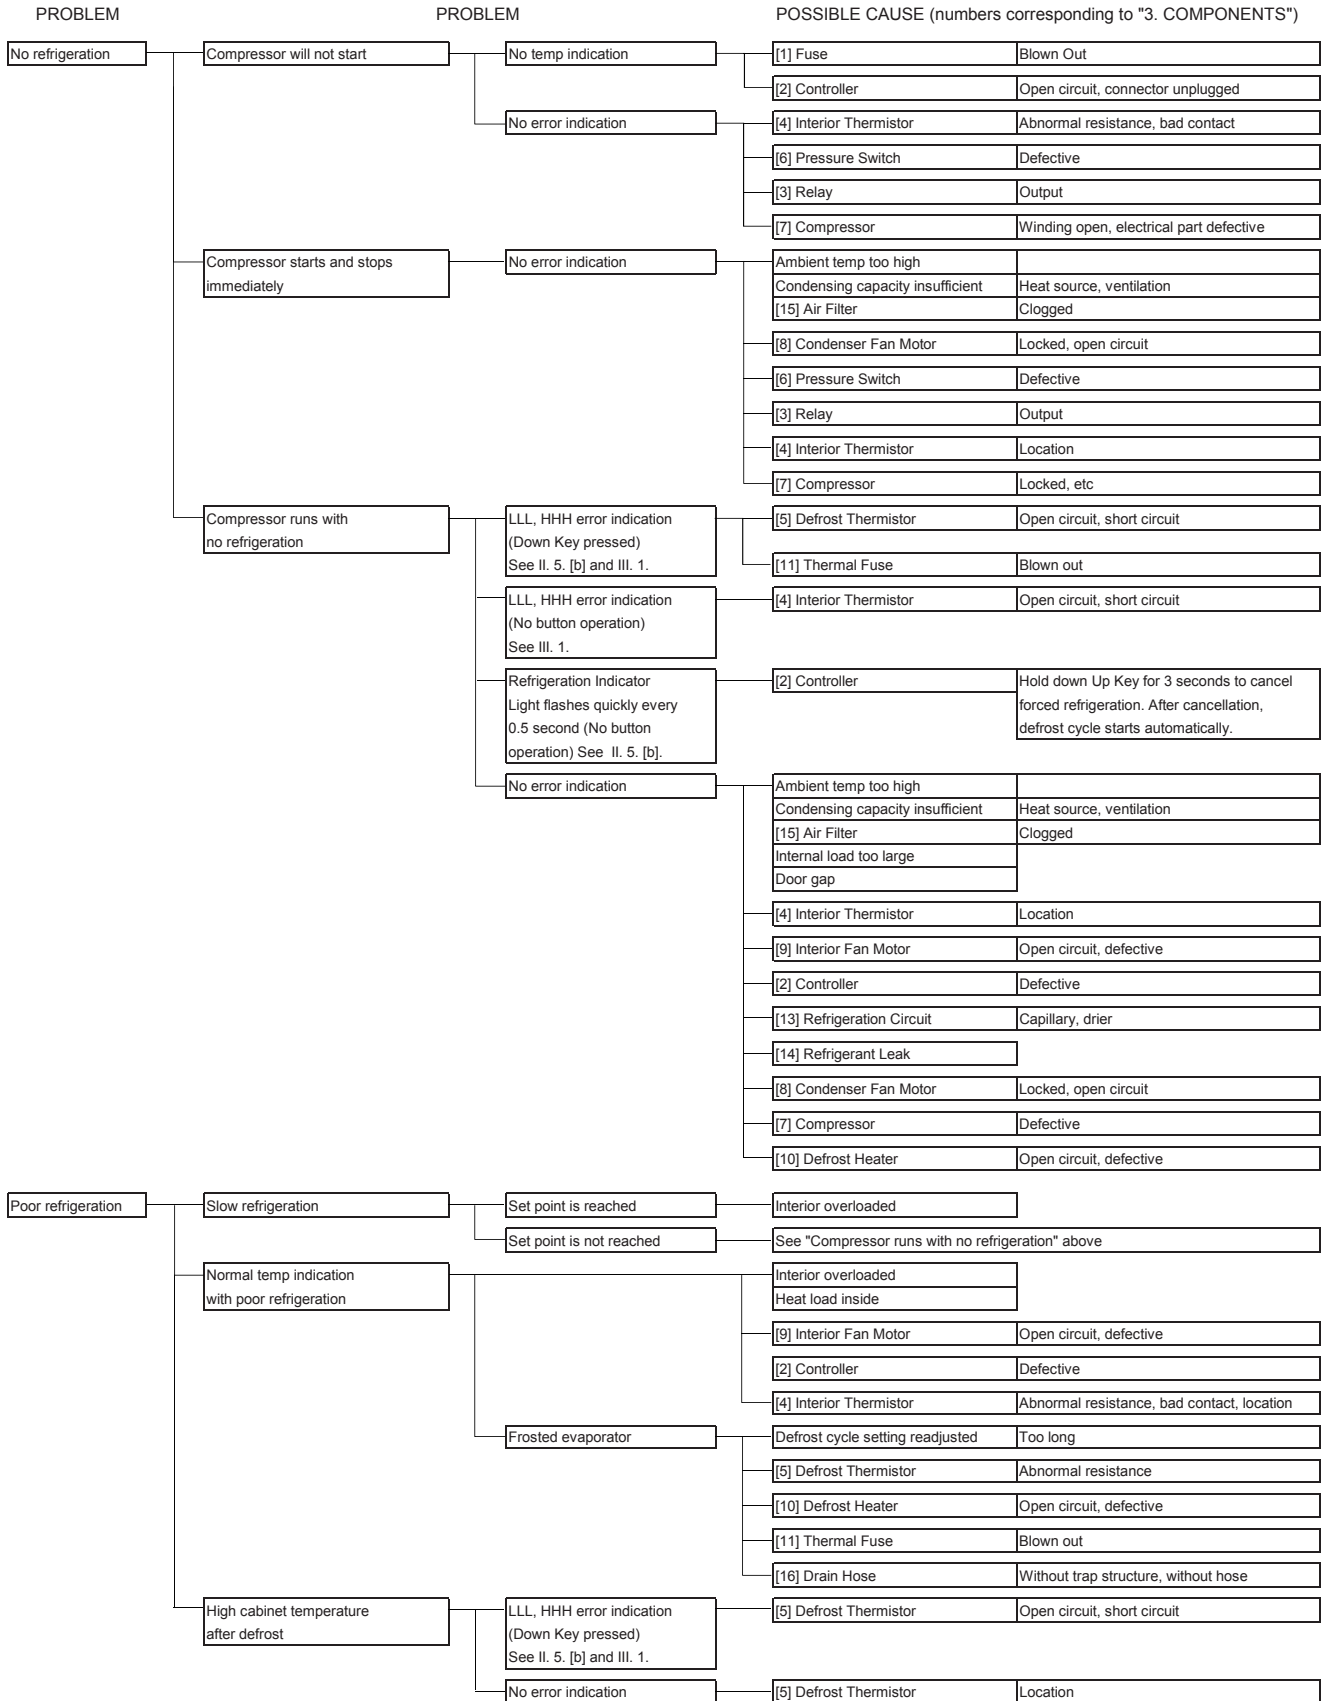 PROBLEM PROBLEM POSSIBLE CAUSE (numbers corresponding to "3. COMPONENTS")
No refrigeration Compressor will not start No temp indication [1] Fuse Blown Out
[2] Controller Open circuit, connector unplugged
No error indication [4] Interior Thermistor Abnormal resistance, bad contact
[6] Pressure Switch Defective
[3] Relay Output
[7] Compressor Winding open, electrical part defective
Compressor starts and stops No error indication Ambient temp too high
immediately Condensing capacity insufficient Heat source, ventilation
[15] Air Filter Clogged
[8] Condenser Fan Motor Locked, open circuit
[6] Pressure Switch Defective
[3] Relay Output
[4] Interior Thermistor Location
[7] Compressor Locked, etc
Compressor runs with LLL, HHH error indication [5] Defrost Thermistor Open circuit, short circuit
no refrigeration (Down Key pressed)
See II. 5. [b] and III. 1. [11] Thermal Fuse Blown out
LLL, HHH error indication [4] Interior Thermistor Open circuit, short circuit
(No button operation)
See III. 1.
Refrigeration Indicator [2] Controller Hold down Up Key for 3 seconds to cancel
Light flashes quickly every forced refrigeration. After cancellation,
0.5 second (No button defrost cycle starts automatically.
operation) See II. 5. [b].
No error indication Ambient temp too high
Condensing capacity insufficient Heat source, ventilation
[15] Air Filter Clogged
Internal load too large
Door gap
[4] Interior Thermistor Location
[9] Interior Fan Motor Open circuit, defective
[2] Controller Defective
[13] Refrigeration Circuit Capillary, drier
[14] Refrigerant Leak
[8] Condenser Fan Motor Locked, open circuit
[7] Compressor Defective
[10] Defrost Heater Open circuit, defective
Poor refrigeration Slow refrigeration Set point is reached Interior overloaded
Set point is not reached See "Compressor runs with no refrigeration" above
Normal temp indication Interior overloaded
with poor refrigeration Heat load inside
[9] Interior Fan Motor Open circuit, defective
[2] Controller Defective
[4] Interior Thermistor Abnormal resistance, bad contact, location
Frosted evaporator Defrost cycle setting readjusted Too long
[5] Defrost Thermistor Abnormal resistance
[10] Defrost Heater Open circuit, defective
[11] Thermal Fuse Blown out
[16] Drain Hose Without trap structure, without hose
High cabinet temperature LLL, HHH error indication [5] Defrost Thermistor Open circuit, short circuit
after defrost (Down Key pressed)
See II. 5. [b] and III. 1.
No error indication [5] Defrost Thermistor Location